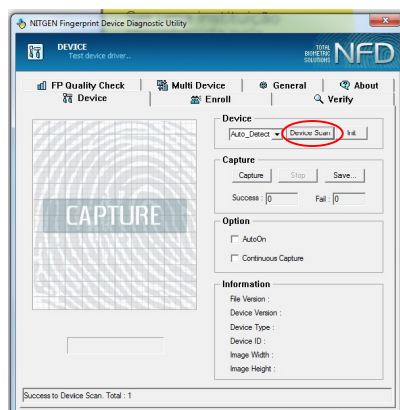 NITGEN Fingerprint Device Diagnostic Utility
DEVICE
Test device driver..
TOTAL
BIOMETRIC
SOLUTIONS
NFD
FP Quality Check
Multi Device
General
About
Device
Enroll
Verify
CAPTURE
Device
Auto_Detect
Device Scan
Init
Capture
Capture
Stop
Save...
Success : 0
Fail : 0
Option
AutoOn
Continuous Capture
Information
File Version :
Device Version :
Device Type :
Device ID :
Image Width :
Image Height :
Success to Device Scan. Total : 1